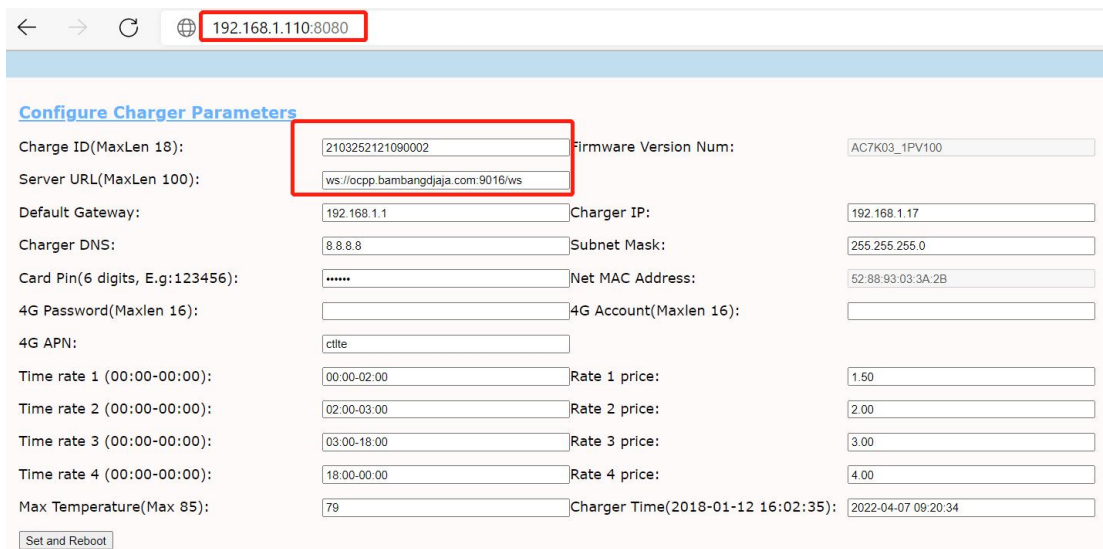 192.168.1.110:8080
Configure Charger Parameters
Charge ID(MaxLen 18): 2103252121090002 Firmware Version Num: AC7K03_1PV100
Server URL(MaxLen 100): ws://ocpp.bambangdjaja.com:9016/ws
Default Gateway: 192.168.1.1 Charger IP: 192.168.1.17
Charger DNS: 8.8.8.8 Subnet Mask: 255.255.255.0
Card Pin(6 digits, E.g:123456): •••••• Net MAC Address: 52:88:93:03:3A:2B
4G Password(Maxlen 16): 4G Account(Maxlen 16):
4G APN: ctlte
Time rate 1 (00:00-00:00): 00:00-02:00 Rate 1 price: 1.50
Time rate 2 (00:00-00:00): 02:00-03:00 Rate 2 price: 2.00
Time rate 3 (00:00-00:00): 03:00-18:00 Rate 3 price: 3.00
Time rate 4 (00:00-00:00): 18:00-00:00 Rate 4 price: 4.00
Max Temperature(Max 85): 79 Charger Time(2018-01-12 16:02:35): 2022-04-07 09:20:34
Set and Reboot